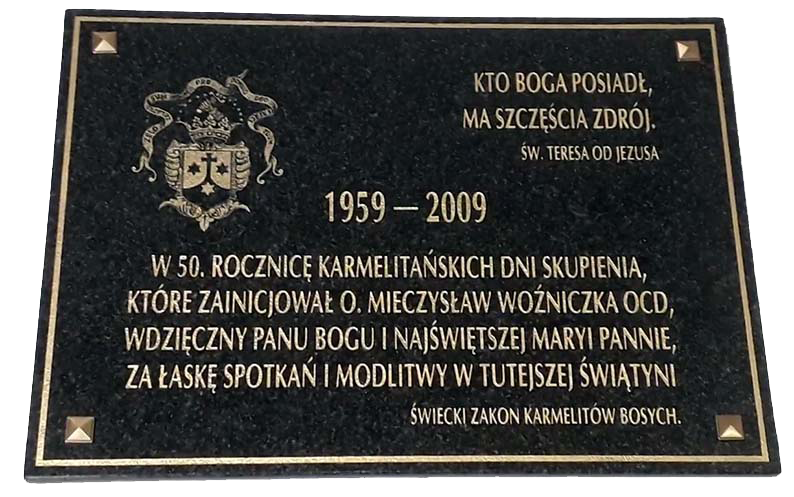 KTO BOGA POSIADŁ,
MA SZCZĘŚCIA ZDRÓJ.
ŚW. TERESA OD JEZUSA
1959 — 2009
W 50. ROCZNICĘ KARMELITAŃSKICH DNI SKUPIENIA,
KTÓRE ZAINICJOWAŁ O. MIECZYSŁAW WOŹNICZKA OCD,
WDZIĘCZNY PANU BOGU I NAJŚWIĘTSZEJ MARYI PANNIE,
ZA ŁASKĘ SPOTKAŃ I MODLITWY W TUTEJSZEJ ŚWIĄTYNI
ŚWIECKI ZAKON KARMELITÓW BOSYCH.